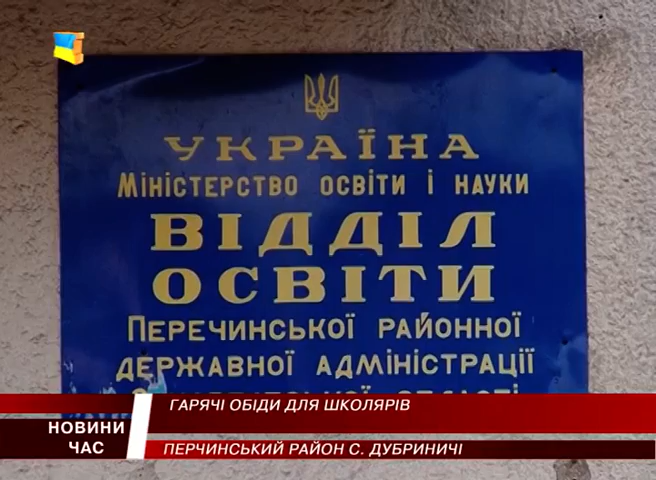 УКРАЇНА
МІНІСТЕРСТВО ОСВІТИ І НАУКИ
ВІДДІЛ
ОСВІТИ
ПЕРЕЧИНСЬКОЇ РАЙОННОЇ
ДЕРЖАВНОЇ АДМІНІСТРАЦІЇ
ГАРЯЧІ ОБІДИ ДЛЯ ШКОЛЯРІВ
НОВИНИ
ЧАС
ПЕРЧИНСЬКИЙ РАЙОН С. ДУБРИНИЧІ